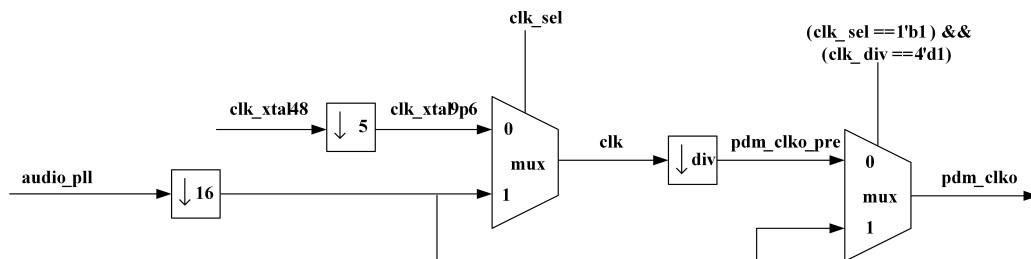 clk_sel
(clk_sel ==1'b1) &&
(clk_div ==4'd1)
clk_xtal48
↓ 5
clk_xtal9p6
0
mux
1
clk
↓ div
pdm_clko_pre
0
mux
1
pdm_clko
audio_pll
↓ 16